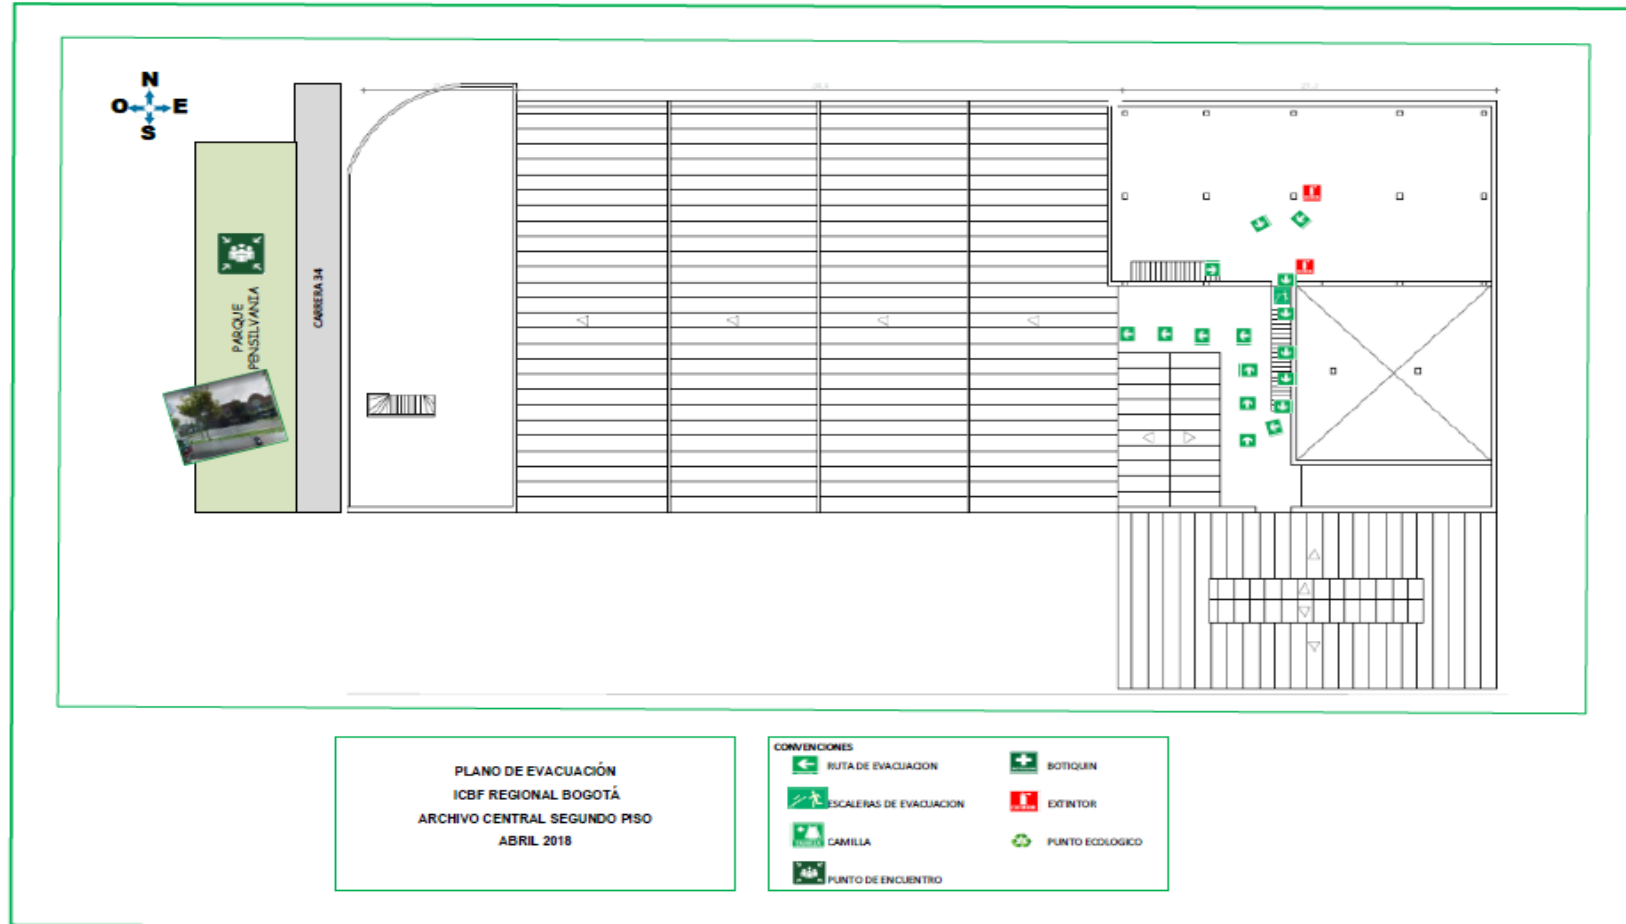 N
O E
S
PARQUE
PENSILVANIA
CARRERA 34
PLANO DE EVACUACIÓN
ICBF REGIONAL BOGOTÁ
ARCHIVO CENTRAL SEGUNDO PISO
ABRIL 2018
CONVENCIONES
RUTA DE EVACUACION
ESCALERAS DE EVACUACION
CAMILLA
PUNTO DE ENCUENTRO
BOTIQUIN
EXTINTOR
PUNTO ECOLOGICO